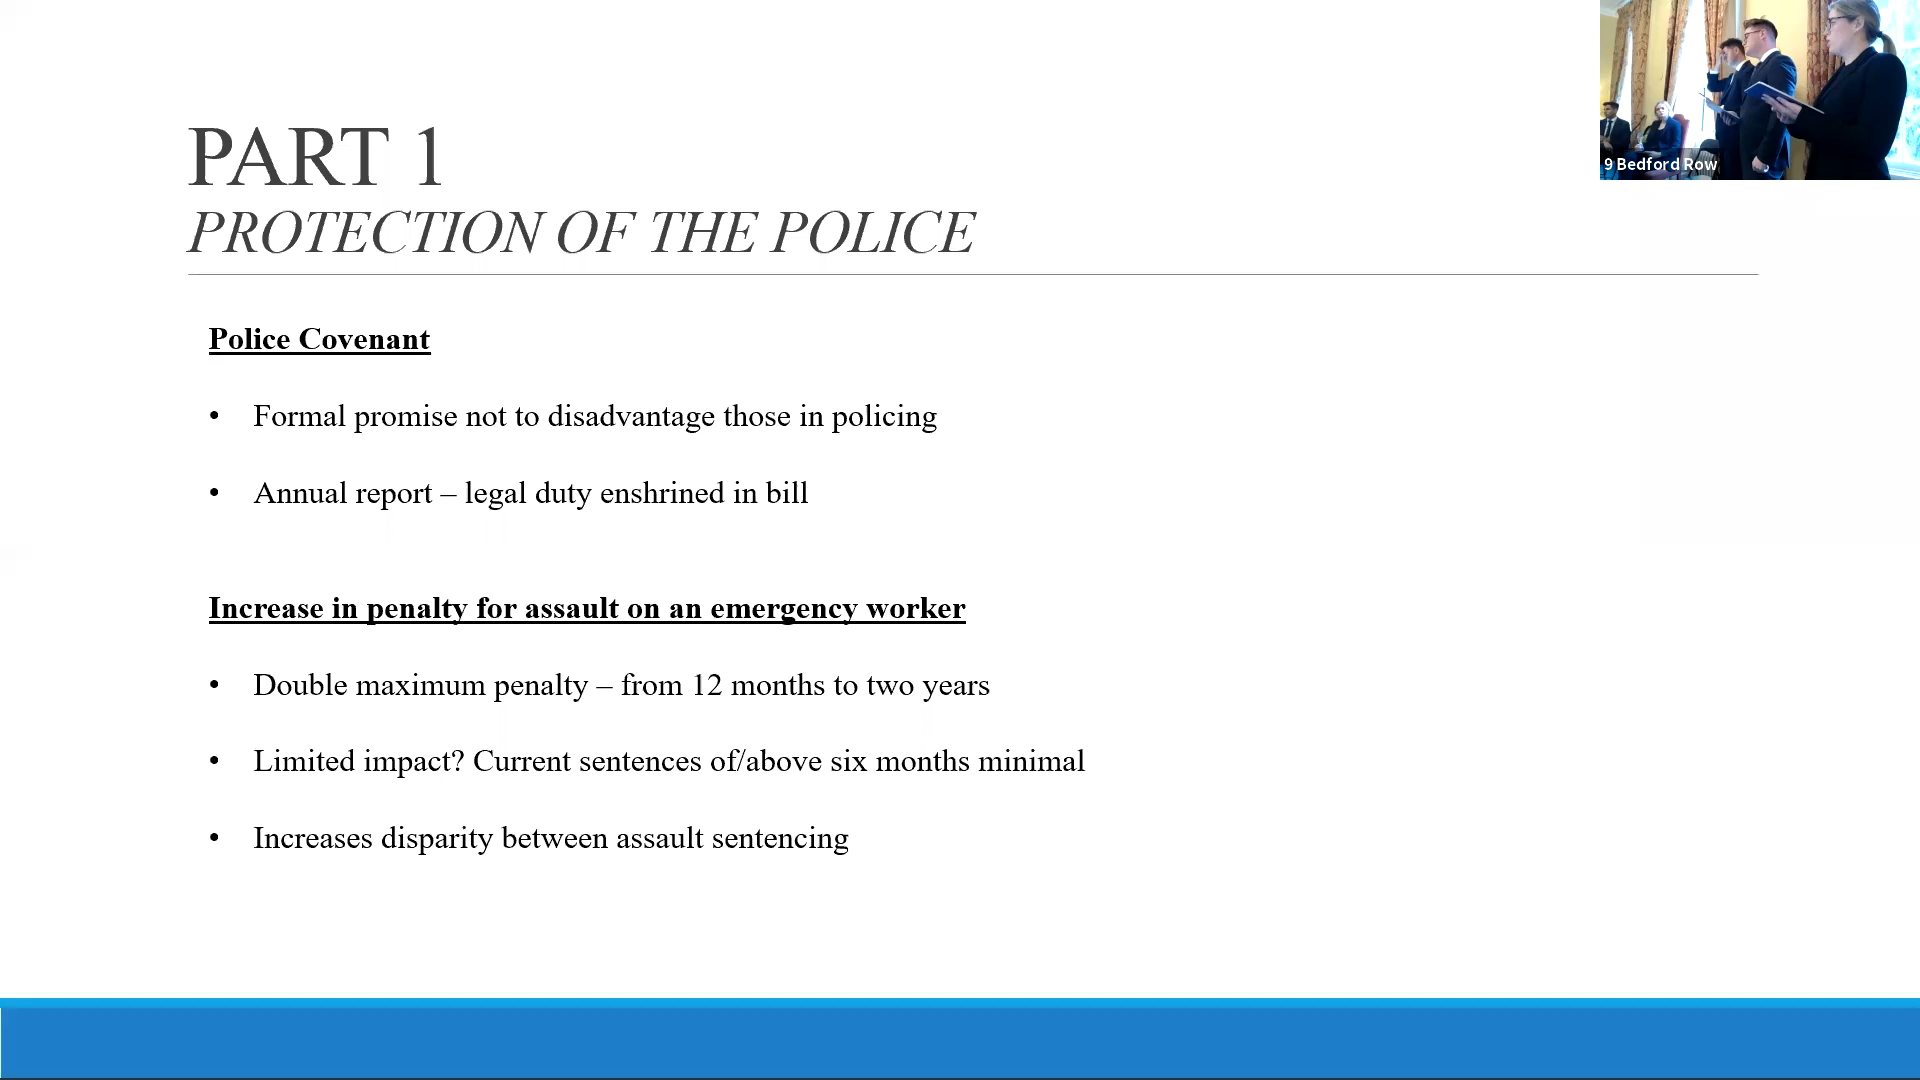 9 Bedford Row
PART 1
PROTECTION OF THE POLICE
Police Covenant
• Formal promise not to disadvantage those in policing
• Annual report – legal duty enshrined in bill
Increase in penalty for assault on an emergency worker
• Double maximum penalty – from 12 months to two years
• Limited impact? Current sentences of/above six months minimal
• Increases disparity between assault sentencing